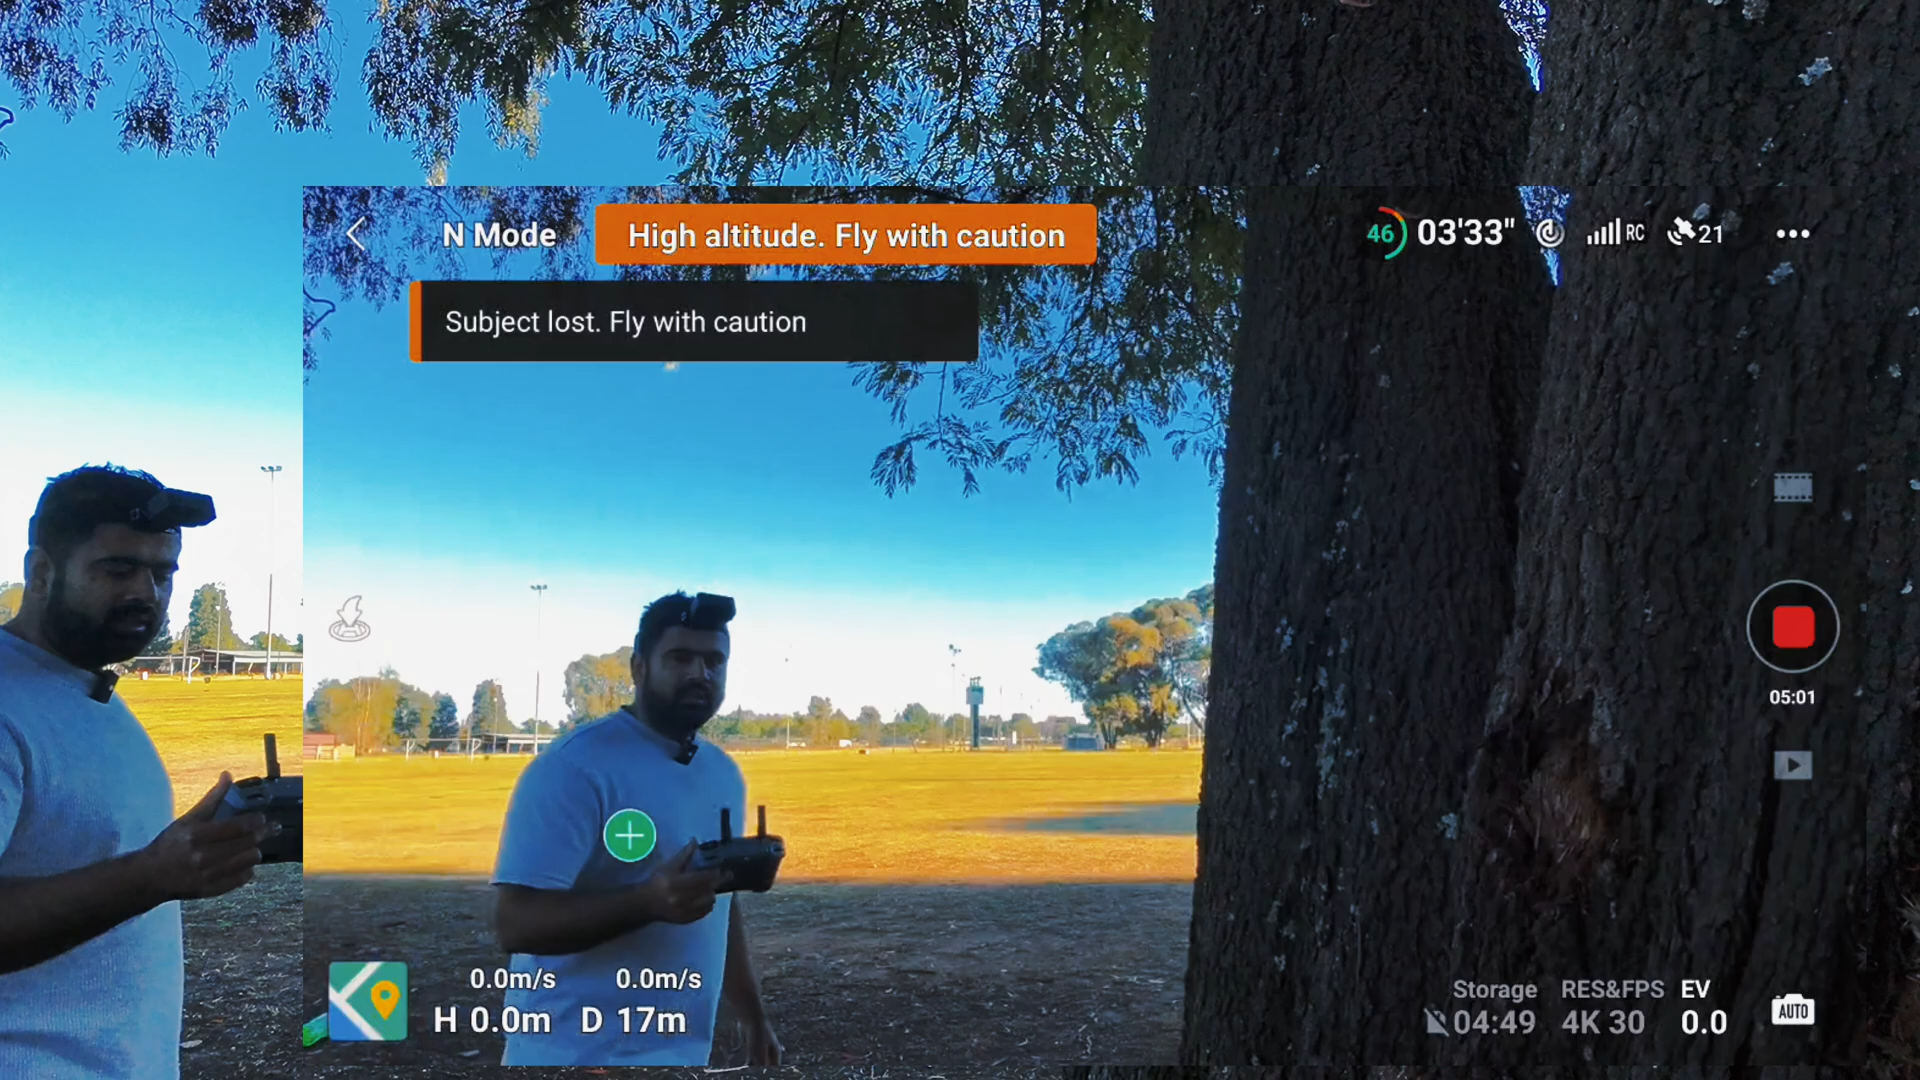 N Mode
High altitude. Fly with caution
46
03'33"
RC
21
Subject lost. Fly with caution
05:01
0.0m/s 0.0m/s
H 0.0m D 17m
Storage RES&FPS EV
04:49 4K 30 0.0
AUTO